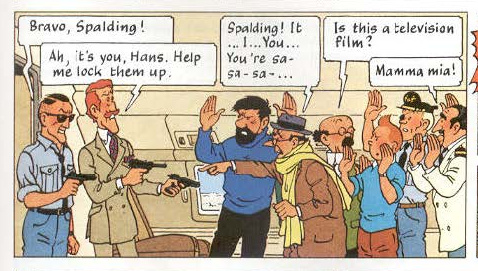 Bravo, Spalding!
Ah, it's you, Hans. Help
me lock them up.
Spalding! It
...I...You...
You're sa-
sa-sa-...
Is this a television
film?
Mamma mia!